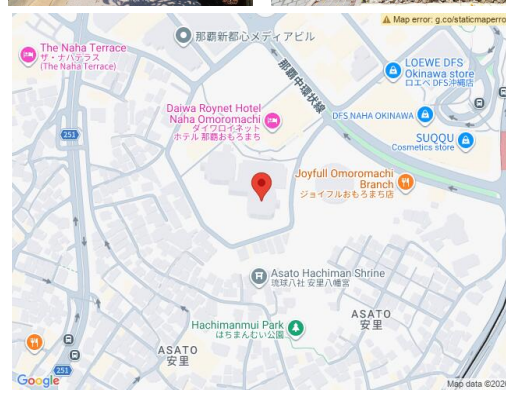 Map error: g.co/staticmaperro
那覇新都心メディアビル
The Naha Terrace
ザ・ナハテラス
(The Naha Terrace)
那覇中環状線
LOEWE DFS
Okinawa store
ロエベ DFS沖縄店
Daiwa Roynet Hotel
Naha Omoromachi
ダイワロイネット
ホテル 那覇おもろまち
DFS NAHA OKINAWA
SUQQU
Cosmetics store
251
Joyfull Omoromachi
Branch
ジョイフルおもろまち店
Asato Hachiman Shrine
琉球八社 安里八幡宮
Hachimanmui Park
はちまんむい公園
ASATO
安里
ASATO
安里
251
Google
Map data ©2026